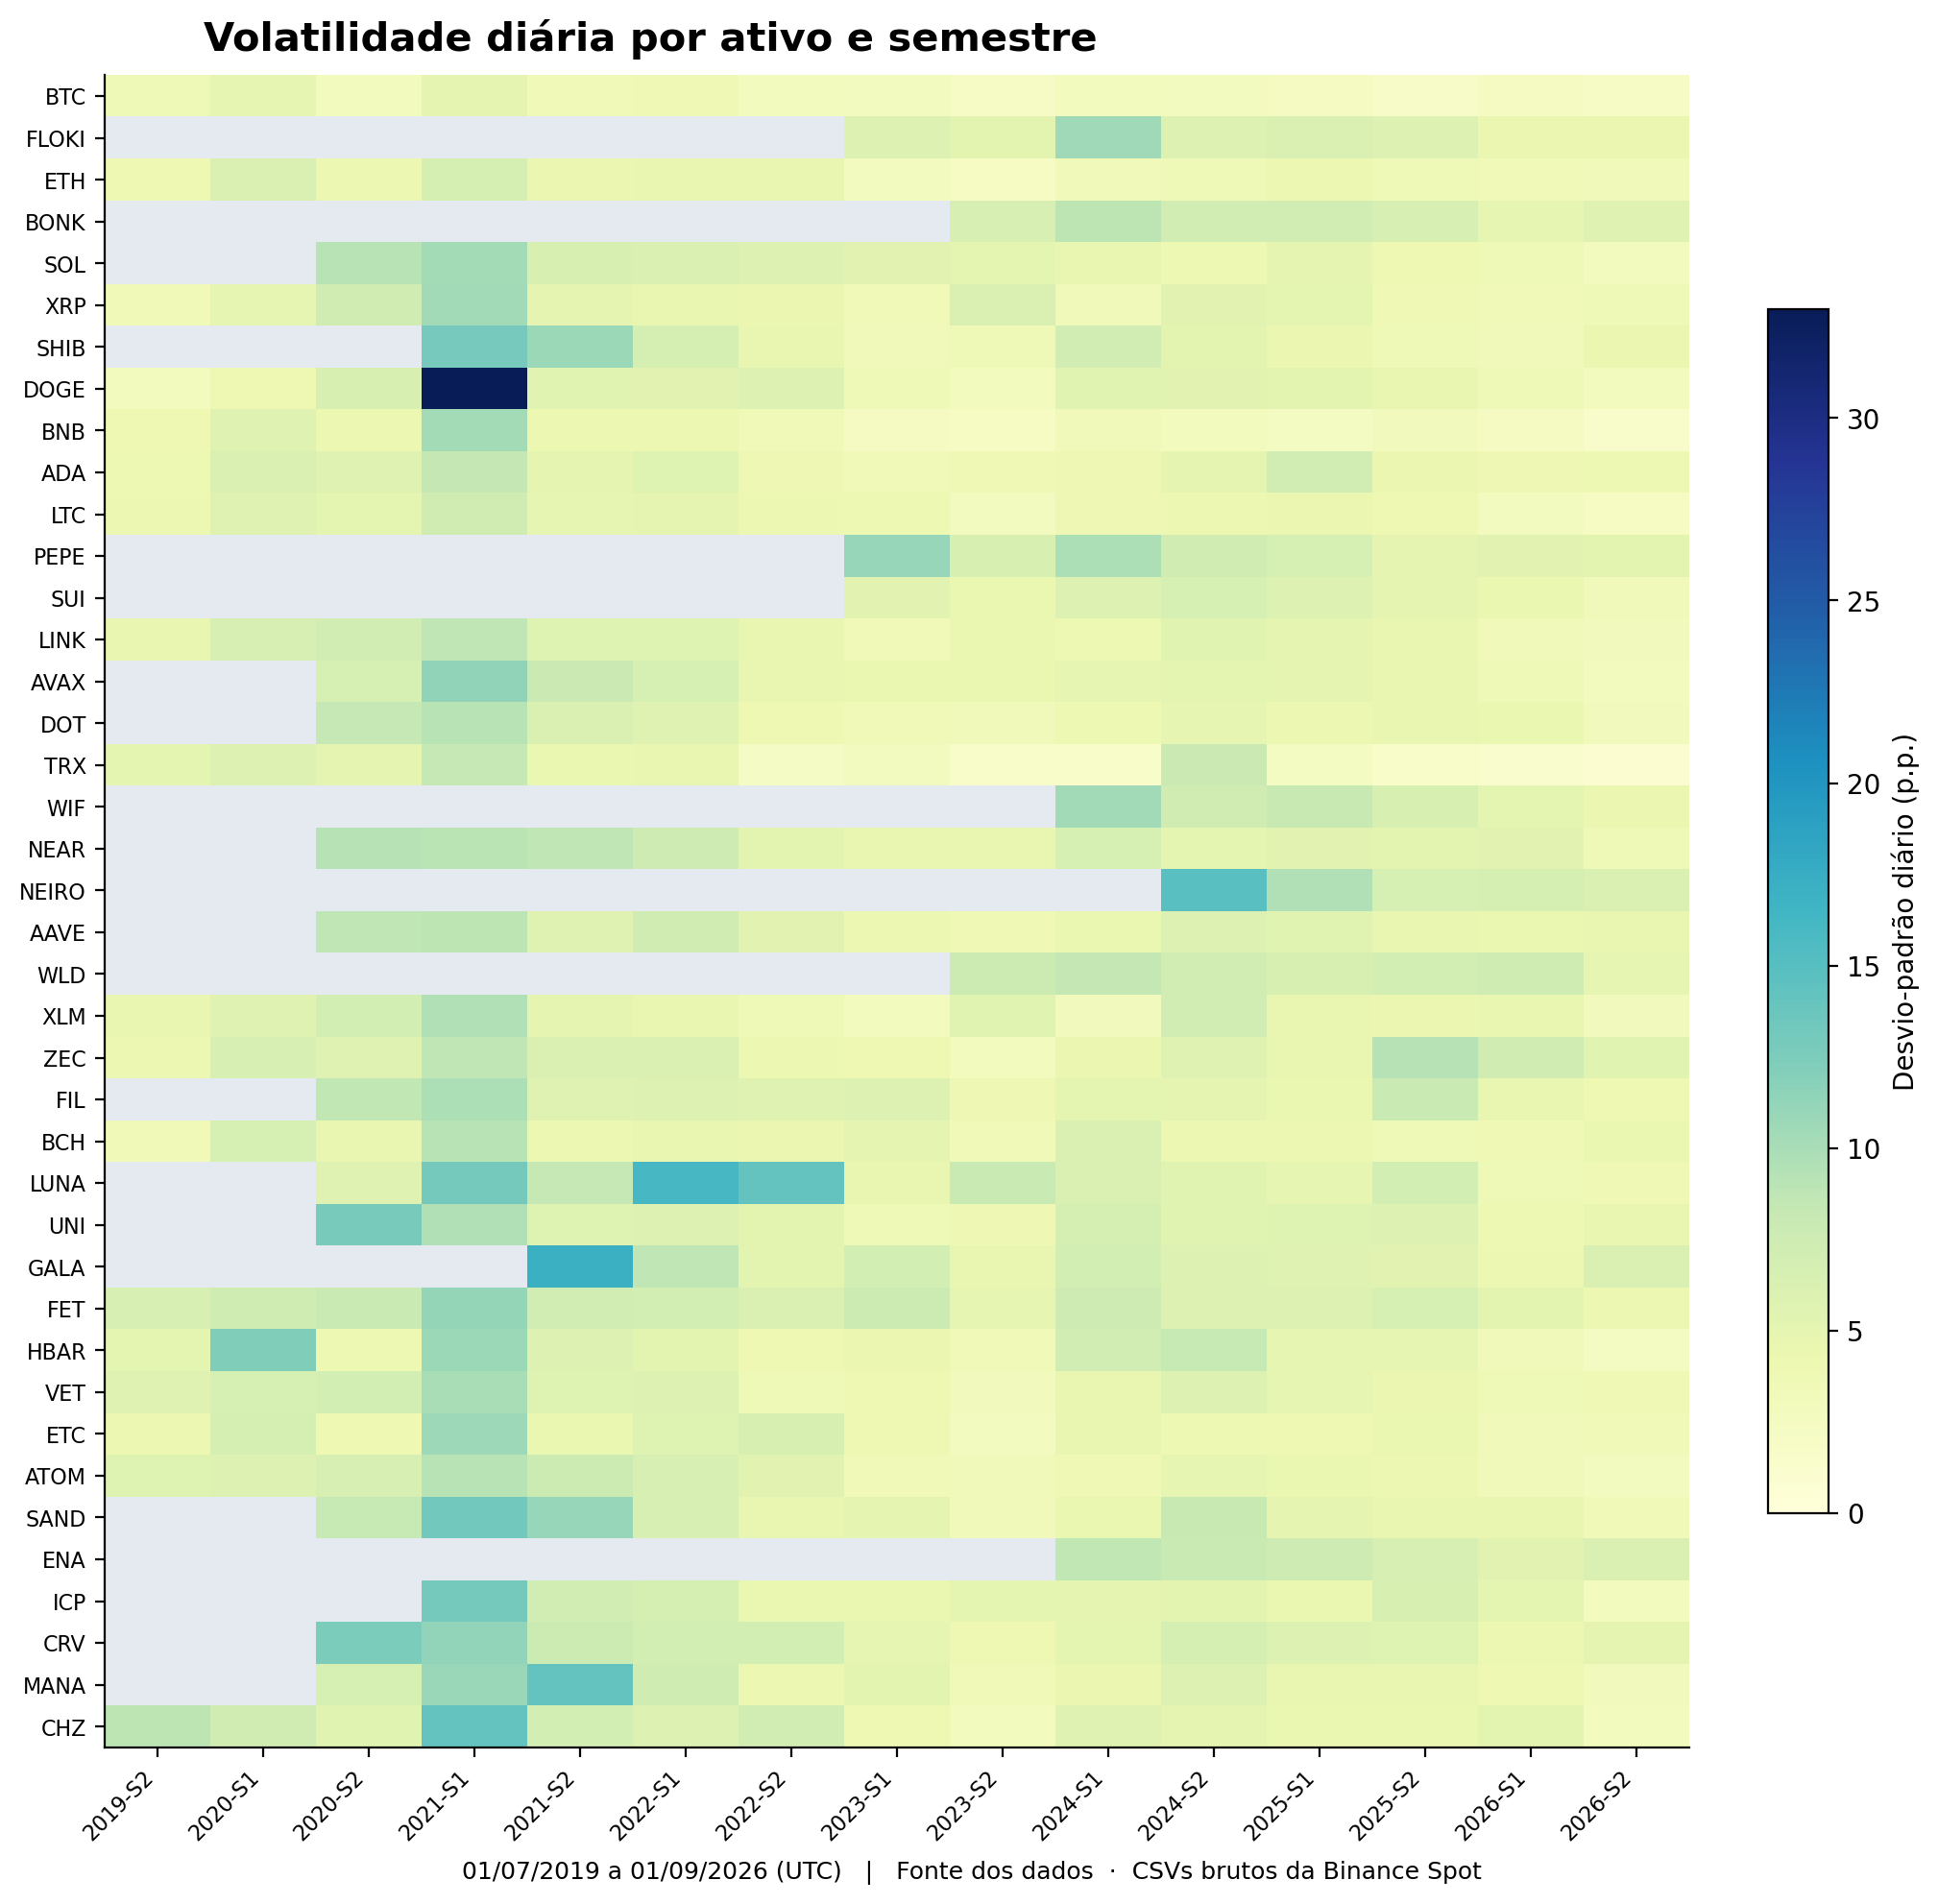 Volatilidade diária por ativo e semestre
BTC
FLOKI
ETH
BONK
SOL
XRP
SHIB
DOGE
BNB
ADA
LTC
PEPE
SUI
LINK
AVAX
DOT
TRX
WIF
NEAR
NEIRO
AAVE
WLD
XLM
ZEC
FIL
BCH
LUNA
UNI
GALA
FET
HBAR
VET
ETC
ATOM
SAND
ENA
ICP
CRV
MANA
CHZ
2019-S2
2020-S1
2020-S2
2021-S1
2021-S2
2022-S1
2022-S2
2023-S1
2023-S2
2024-S1
2024-S2
2025-S1
2025-S2
2026-S1
2026-S2
30
25
20
15
10
5
0
Desvio-padrão diário (p.p.)
01/07/2019 a 01/09/2026 (UTC) | Fonte dos dados · CSVs brutos da Binance Spot